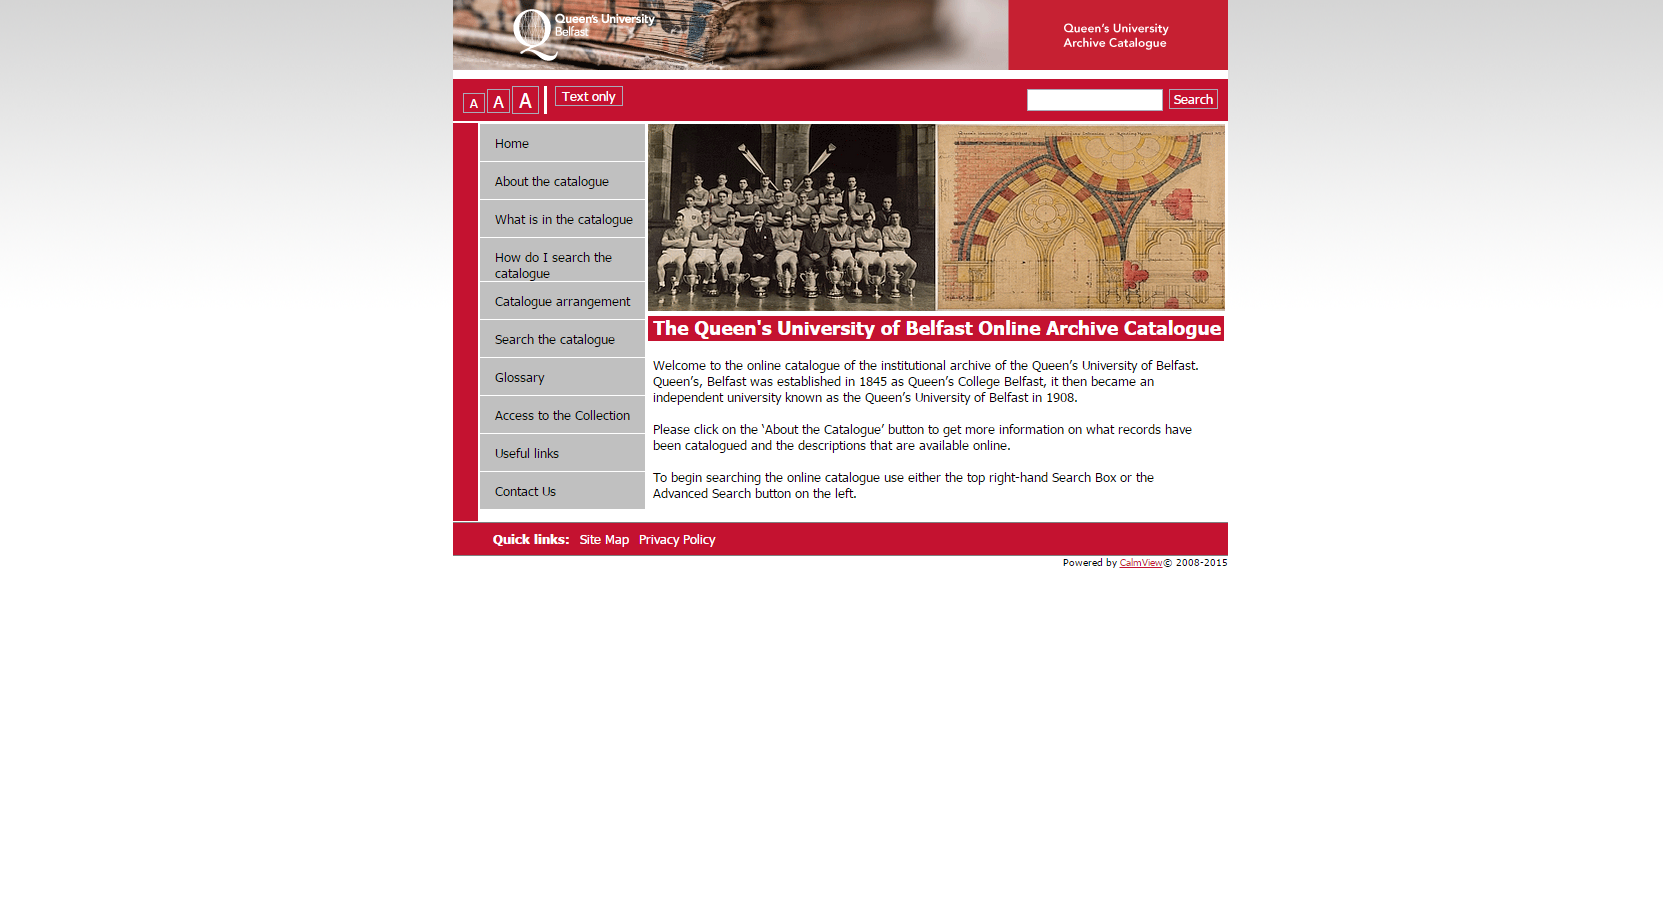 Queen's University
Belfast
Queen's University
Archive Catalogue
A A A Text only
Search
Home
About the catalogue
What is in the catalogue
How do I search the
catalogue
Catalogue arrangement
Search the catalogue
Glossary
Access to the Collection
Useful links
Contact Us
The Queen's University of Belfast Online Archive Catalogue
Welcome to the online catalogue of the institutional archive of the Queen’s University of Belfast.
Queen’s, Belfast was established in 1845 as Queen’s College Belfast, it then became an
independent university known as the Queen’s University of Belfast in 1908.
Please click on the ‘About the Catalogue’ button to get more information on what records have
been catalogued and the descriptions that are available online.
To begin searching the online catalogue use either the top right-hand Search Box or the
Advanced Search button on the left.
Quick links: Site Map Privacy Policy
Powered by CalmView© 2008-2015